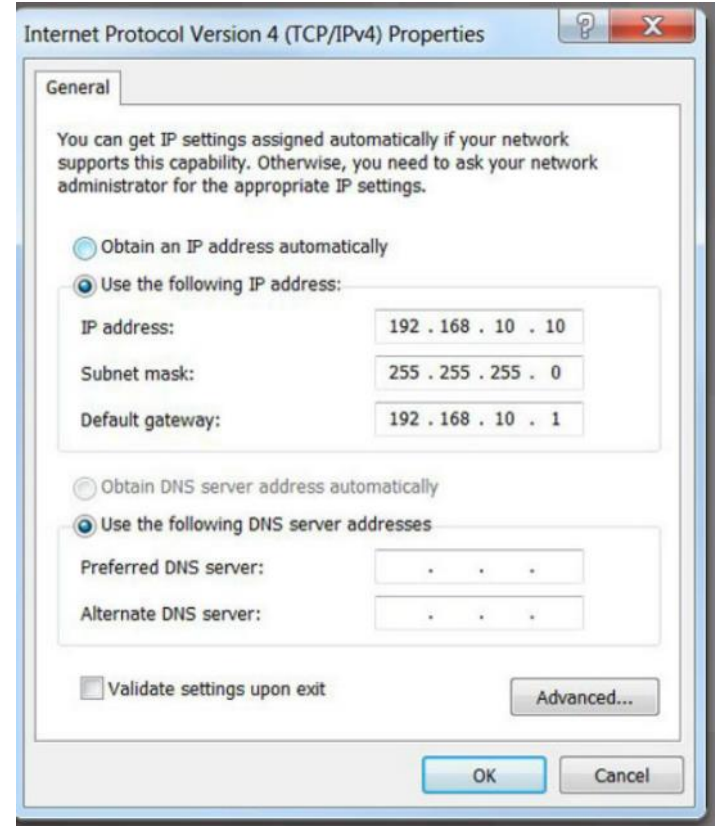 Internet Protocol Version 4 (TCP/IPv4) Properties
General
You can get IP settings assigned automatically if your network
supports this capability. Otherwise, you need to ask your network
administrator for the appropriate IP settings.
Obtain an IP address automatically
Use the following IP address:
IP address: 192 . 168 . 10 . 10
Subnet mask: 255 . 255 . 255 . 0
Default gateway: 192 . 168 . 10 . 1
Obtain DNS server address automatically
Use the following DNS server addresses
Preferred DNS server: . . .
Alternate DNS server: . . .
Validate settings upon exit
Advanced...
OK Cancel